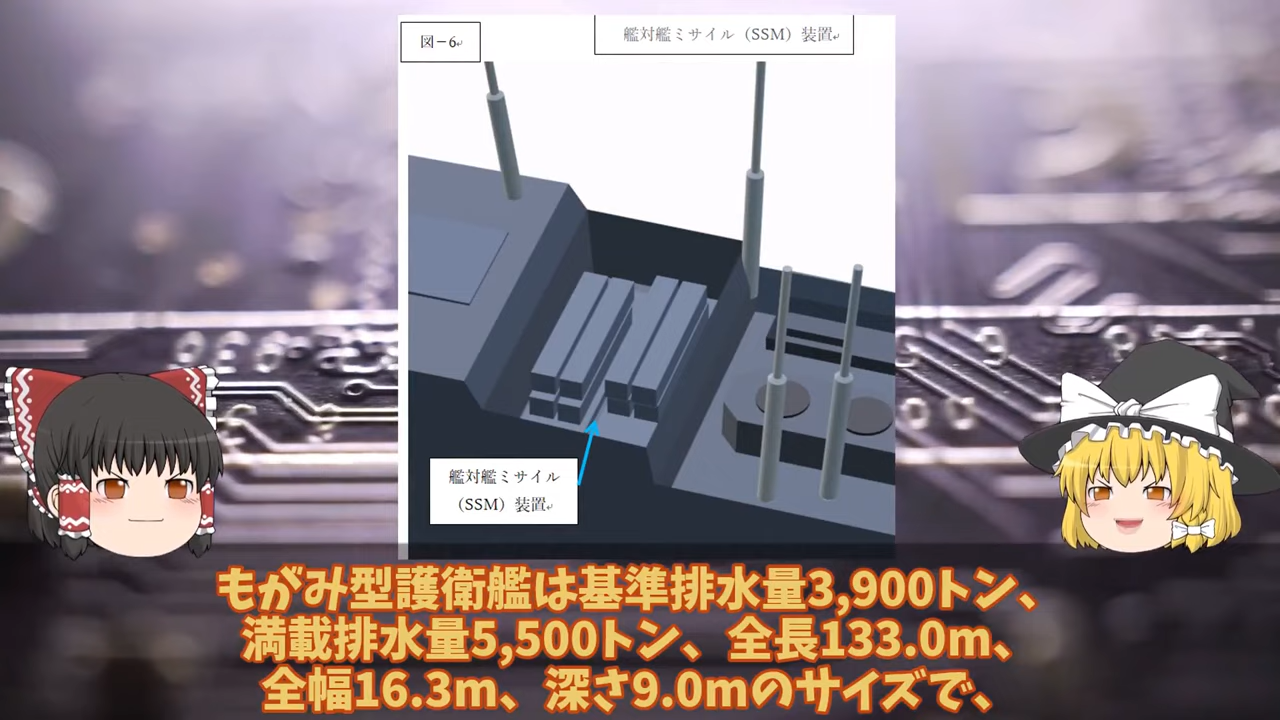 図－6
艦対艦ミサイル（SSM）装置
艦対艦ミサイル
（SSM）装置
もがみ型護衛艦は基準排水量3,900トン、
満載排水量5,500トン、全長133.0m、
全幅16.3m、深さ9.0mのサイズで、